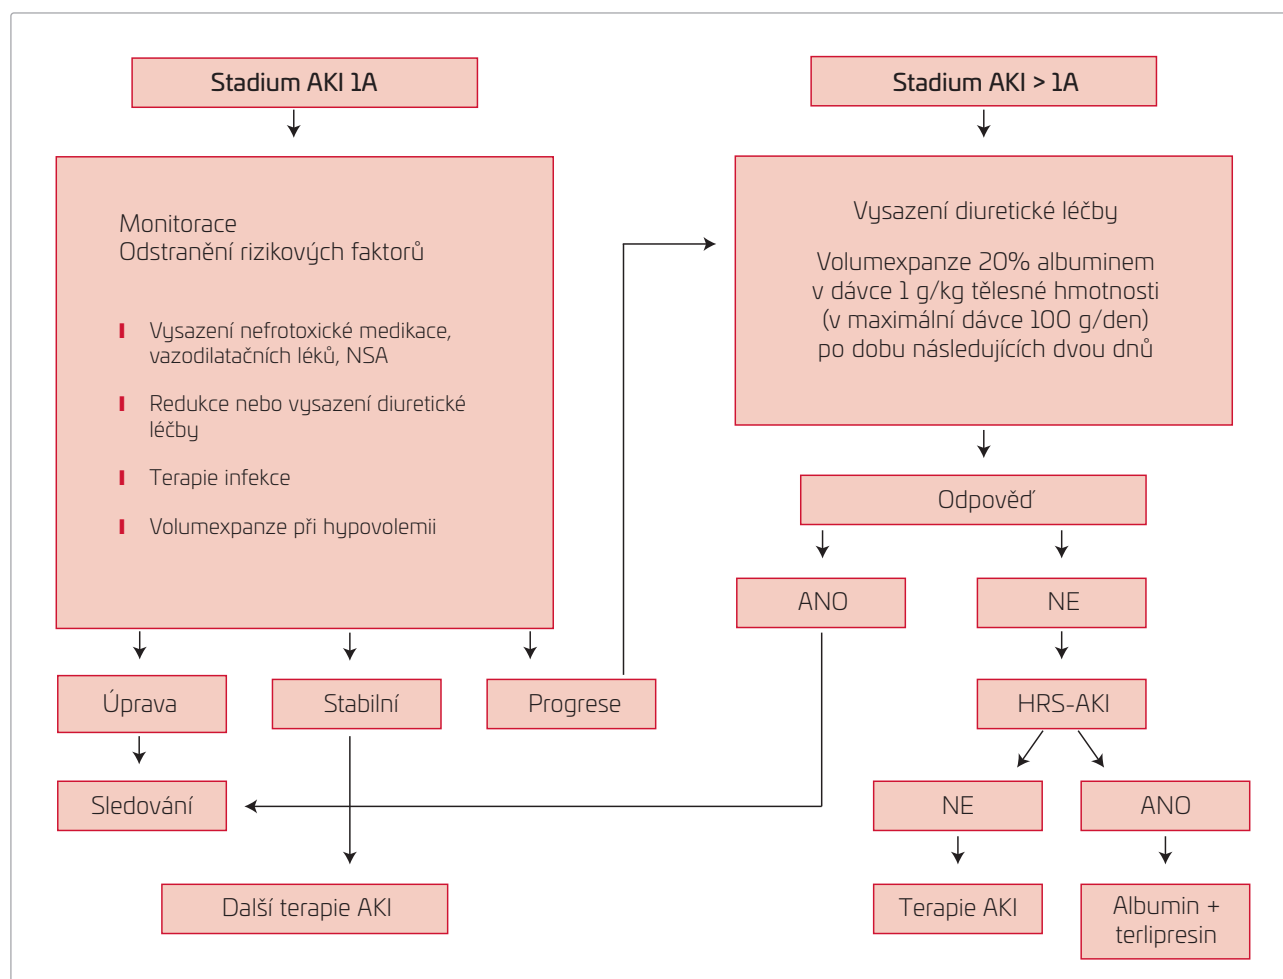 Stadium AKI 1A
Monitorace
Odstranění rizikových faktorů
Vysazení nefrotoxické medikace,
vazodilatačních léků, NSA
Redukce nebo vysazení diuretické
léčby
Terapie infekce
Volumexpanze při hypovolemii
Úprava
Stabilní
Progrese
Sledování
Další terapie AKI
Stadium AKI > 1A
Vysazení diuretické léčby
Volumexpanze 20% albuminem
v dávce 1 g/kg tělesné hmotnosti
(v maximální dávce 100 g/den)
po dobu následujících dvou dnů
Odpověď
ANO
NE
HRS-AKI
NE
ANO
Terapie AKI
Albumin +
terlipresin